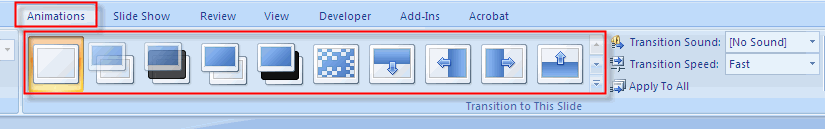 Animations Slide Show Review View Developer Add-Ins Acrobat
Transition Sound: [No Sound]
Transition Speed: Fast
Apply To All
Transition to This Slide